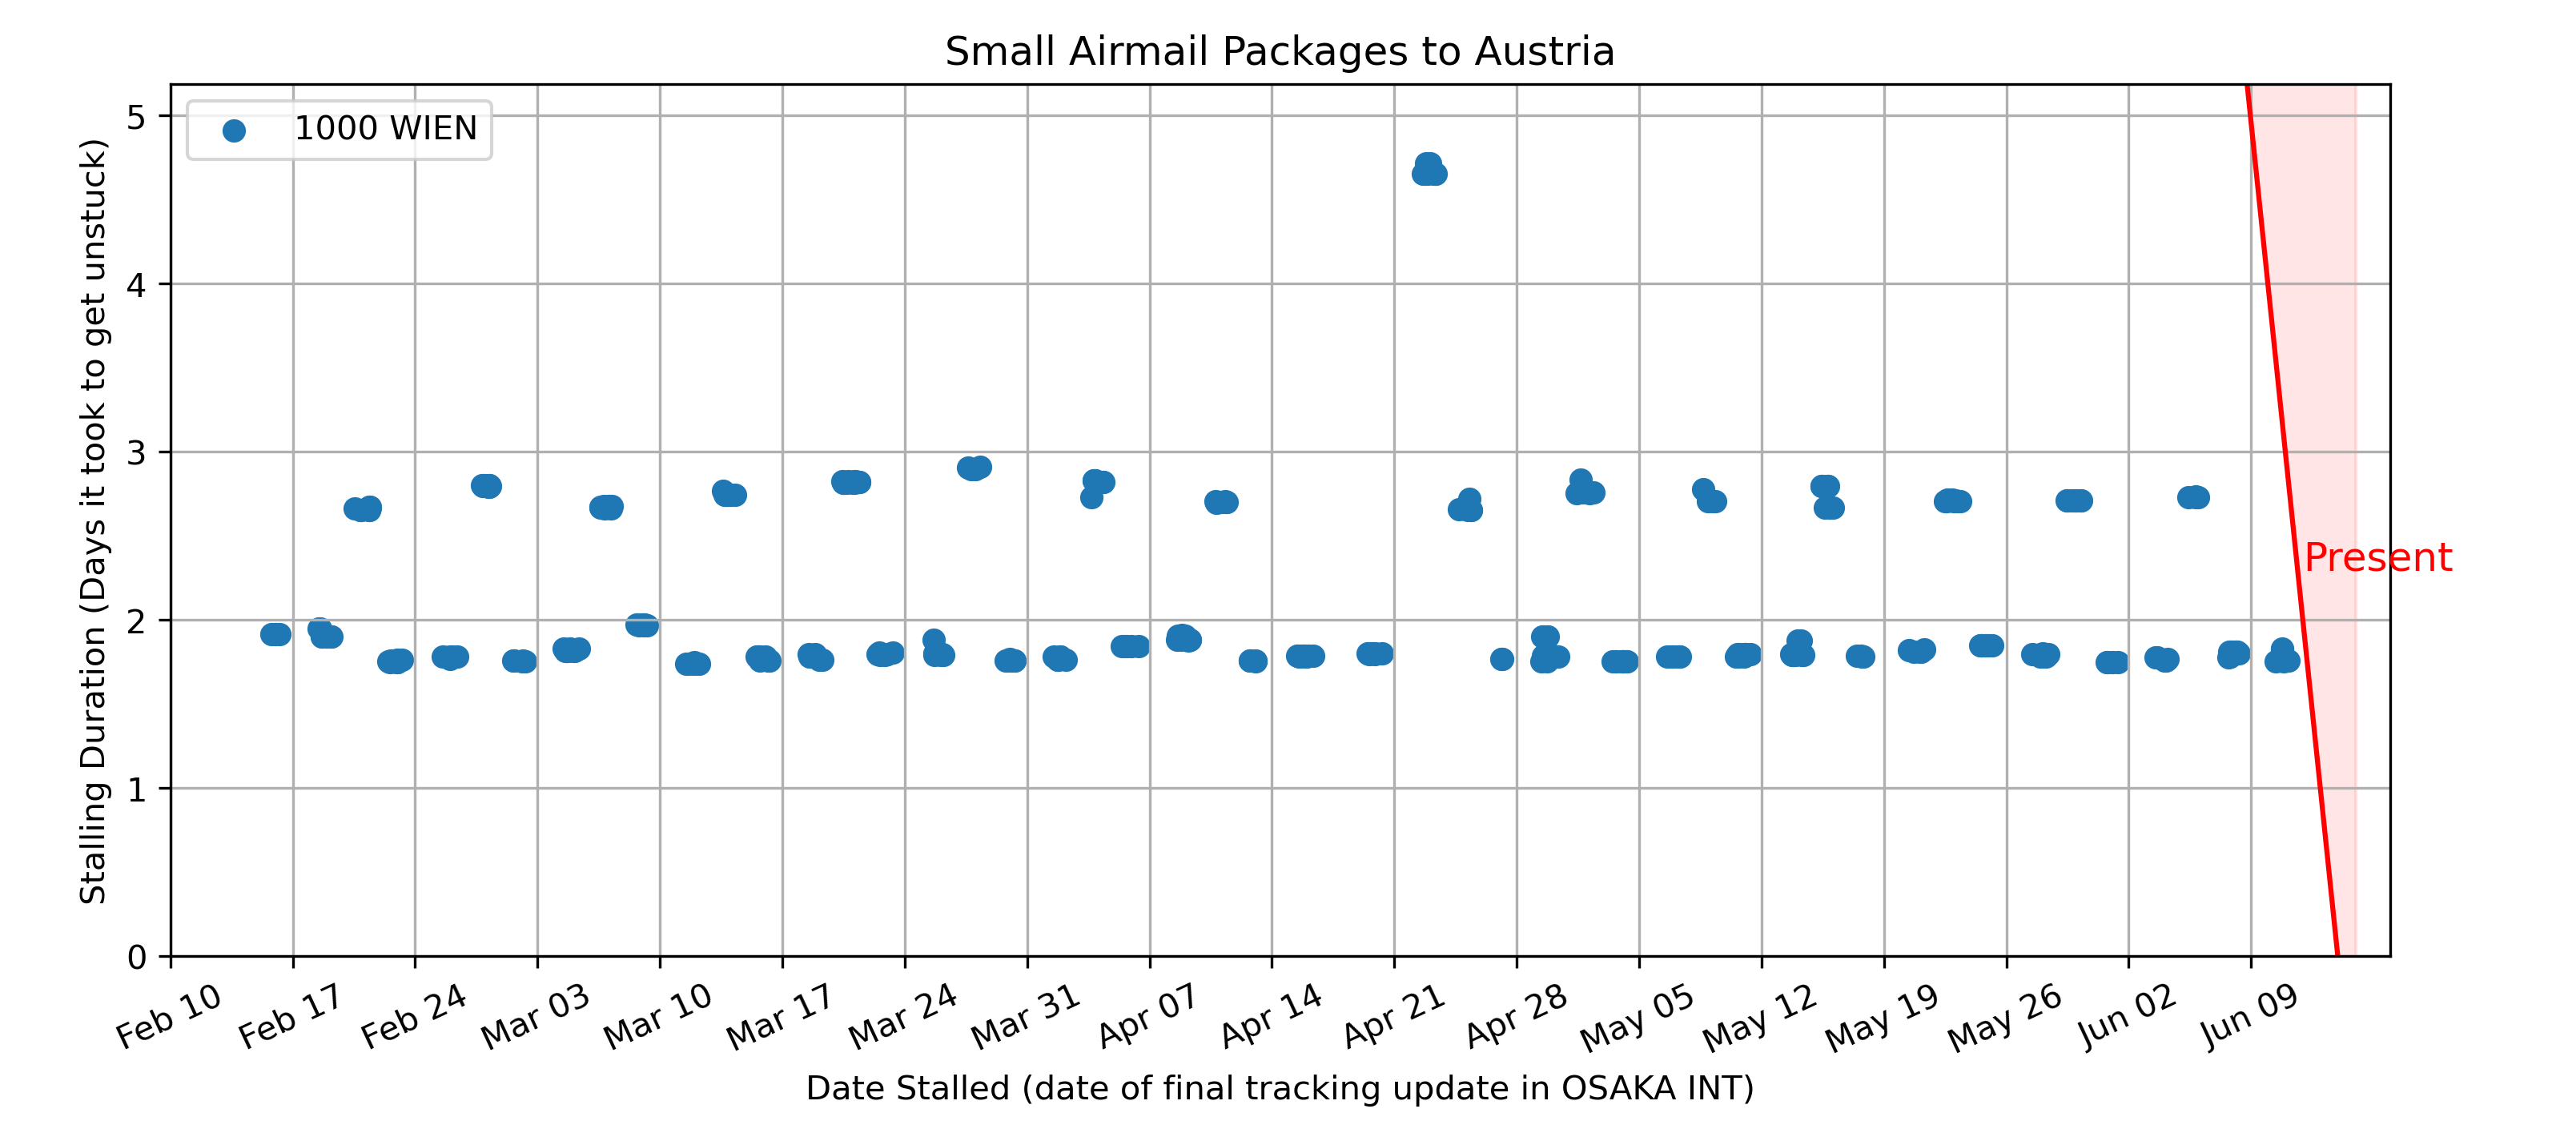 Small Airmail Packages to Austria
1000 WIEN
Stalling Duration (Days it took to get unstuck)
5
4
3
2
1
0
Present
Feb 10
Feb 17
Feb 24
Mar 03
Mar 10
Mar 17
Mar 24
Mar 31
Apr 07
Apr 14
Apr 21
Apr 28
May 05
May 12
May 19
May 26
Jun 02
Jun 09
Date Stalled (date of final tracking update in OSAKA INT)